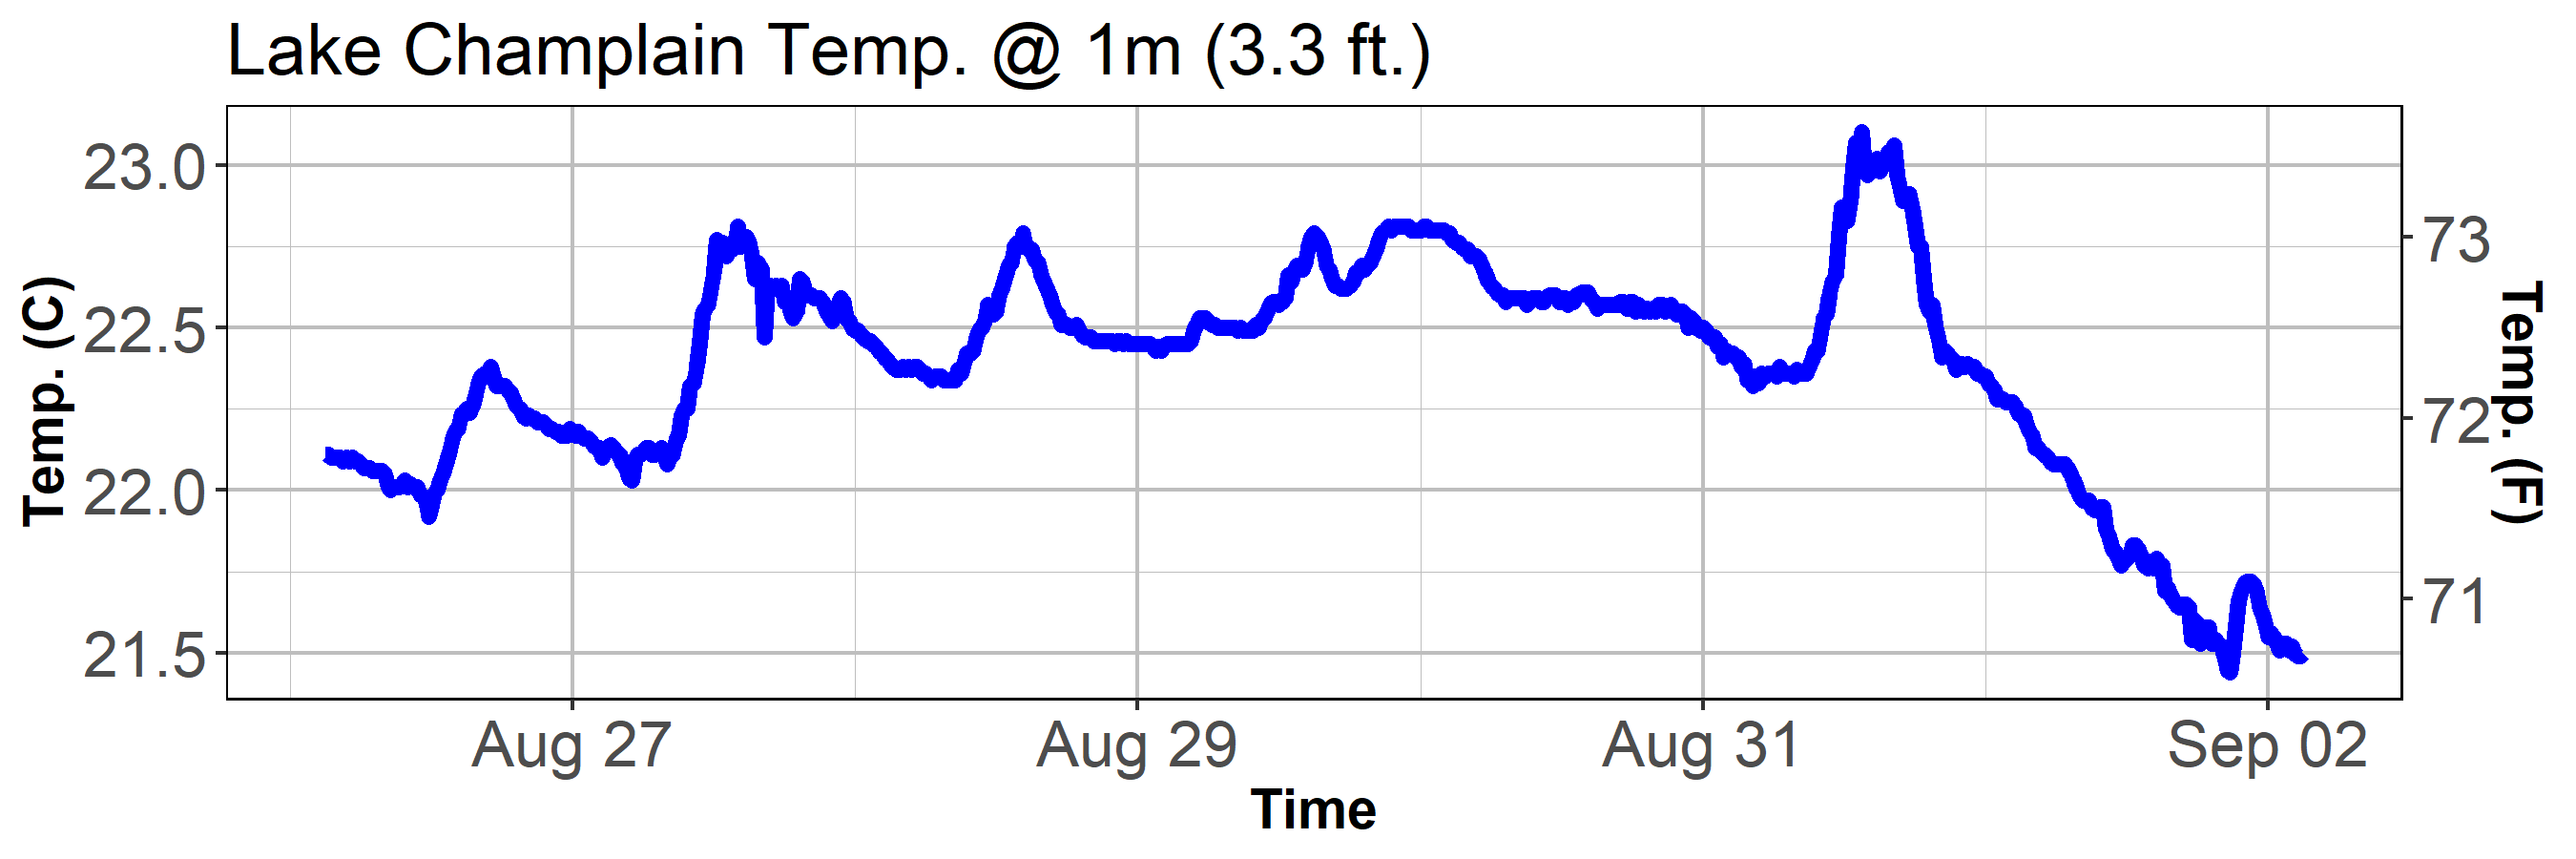 Lake Champlain Temp. @ 1m (3.3 ft.)
Temp. (C)
23.0
22.5
22.0
21.5
73
72
71
Temp. (F)
Aug 27 Aug 29 Aug 31 Sep 02
Time